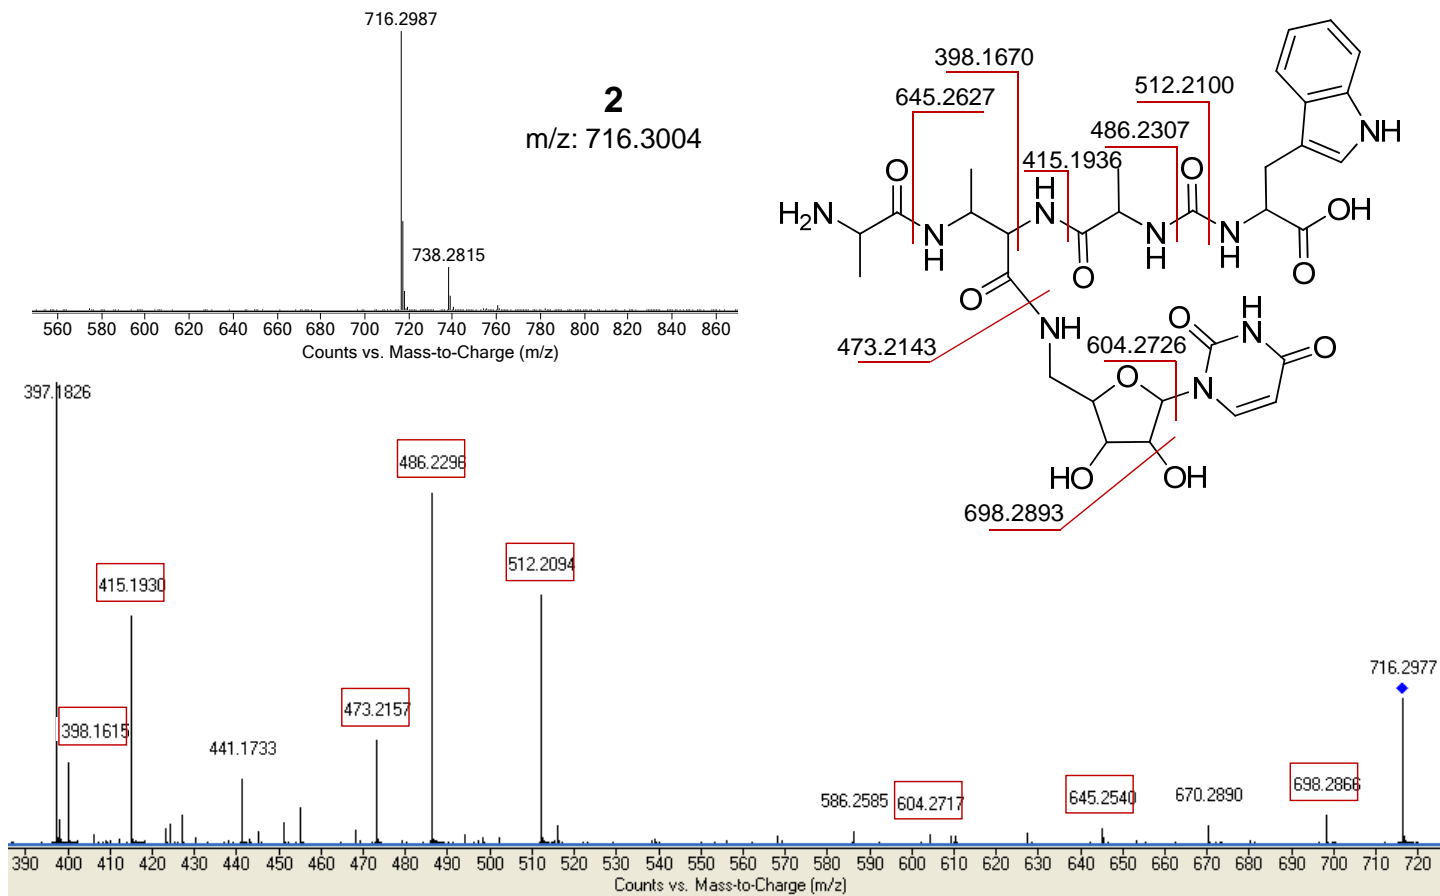 716.2987
2
m/z: 716.3004
738.2815
560 580 600 620 640 660 680 700 720 740 760 780 800 820 840 860
Counts vs. Mass-to-Charge (m/z)
398.1670
645.2627
512.2100
486.2307
415.1936
NH
O
H
N
O
H2N
N
H
O
N
H
N
H
OH
O
O
NH
473.2143
604.2726
O
H
N
O
O
N
HO
OH
698.2893
397.1826
486.2296
512.2094
415.1930
473.2157
398.1615
441.1733
716.2977
586.2585
604.2717
645.2540
670.2890
698.2866
390 400 410 420 430 440 450 460 470 480 490 500 510 520 530 540 550 560 570 580 590 600 610 620 630 640 650 660 670 680 690 700 710 720
Counts vs. Mass-to-Charge (m/z)